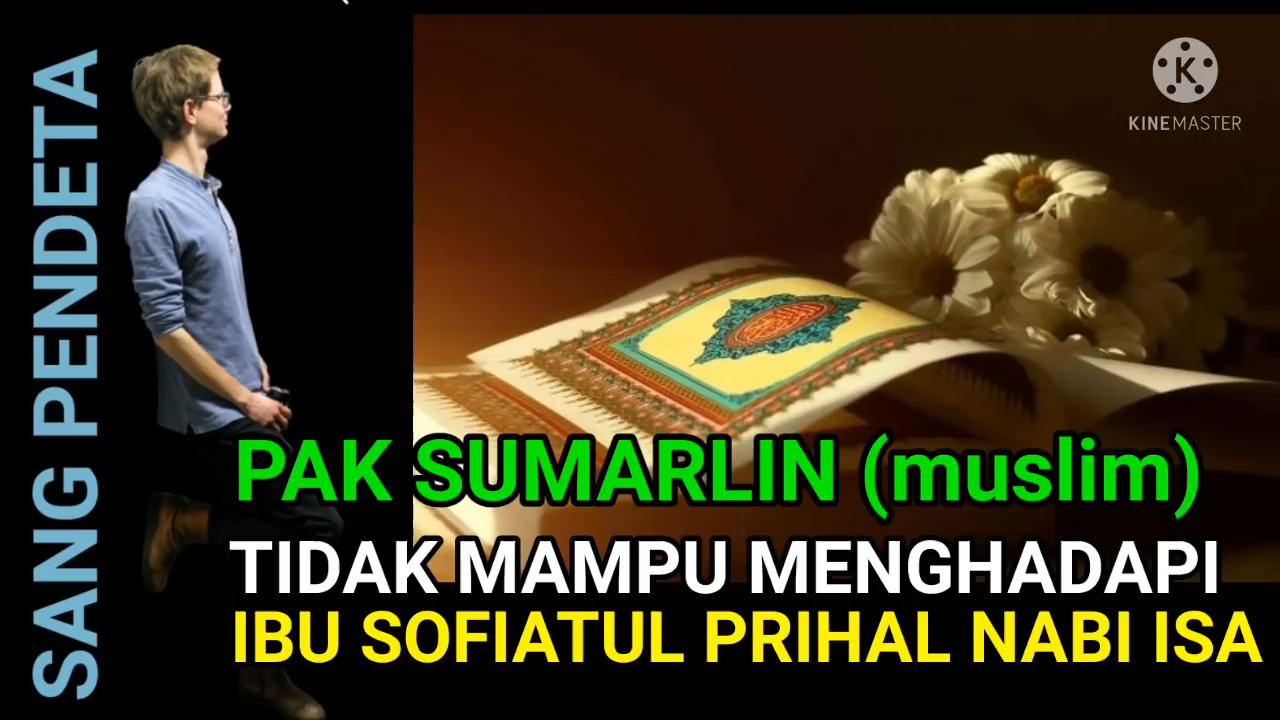 SANG PENDETA
KINEMASTER
PAK SUMARLIN (muslim)
TIDAK MAMPU MENGHADAPI
IBU SOFIATUL PRIHAL NABI ISA